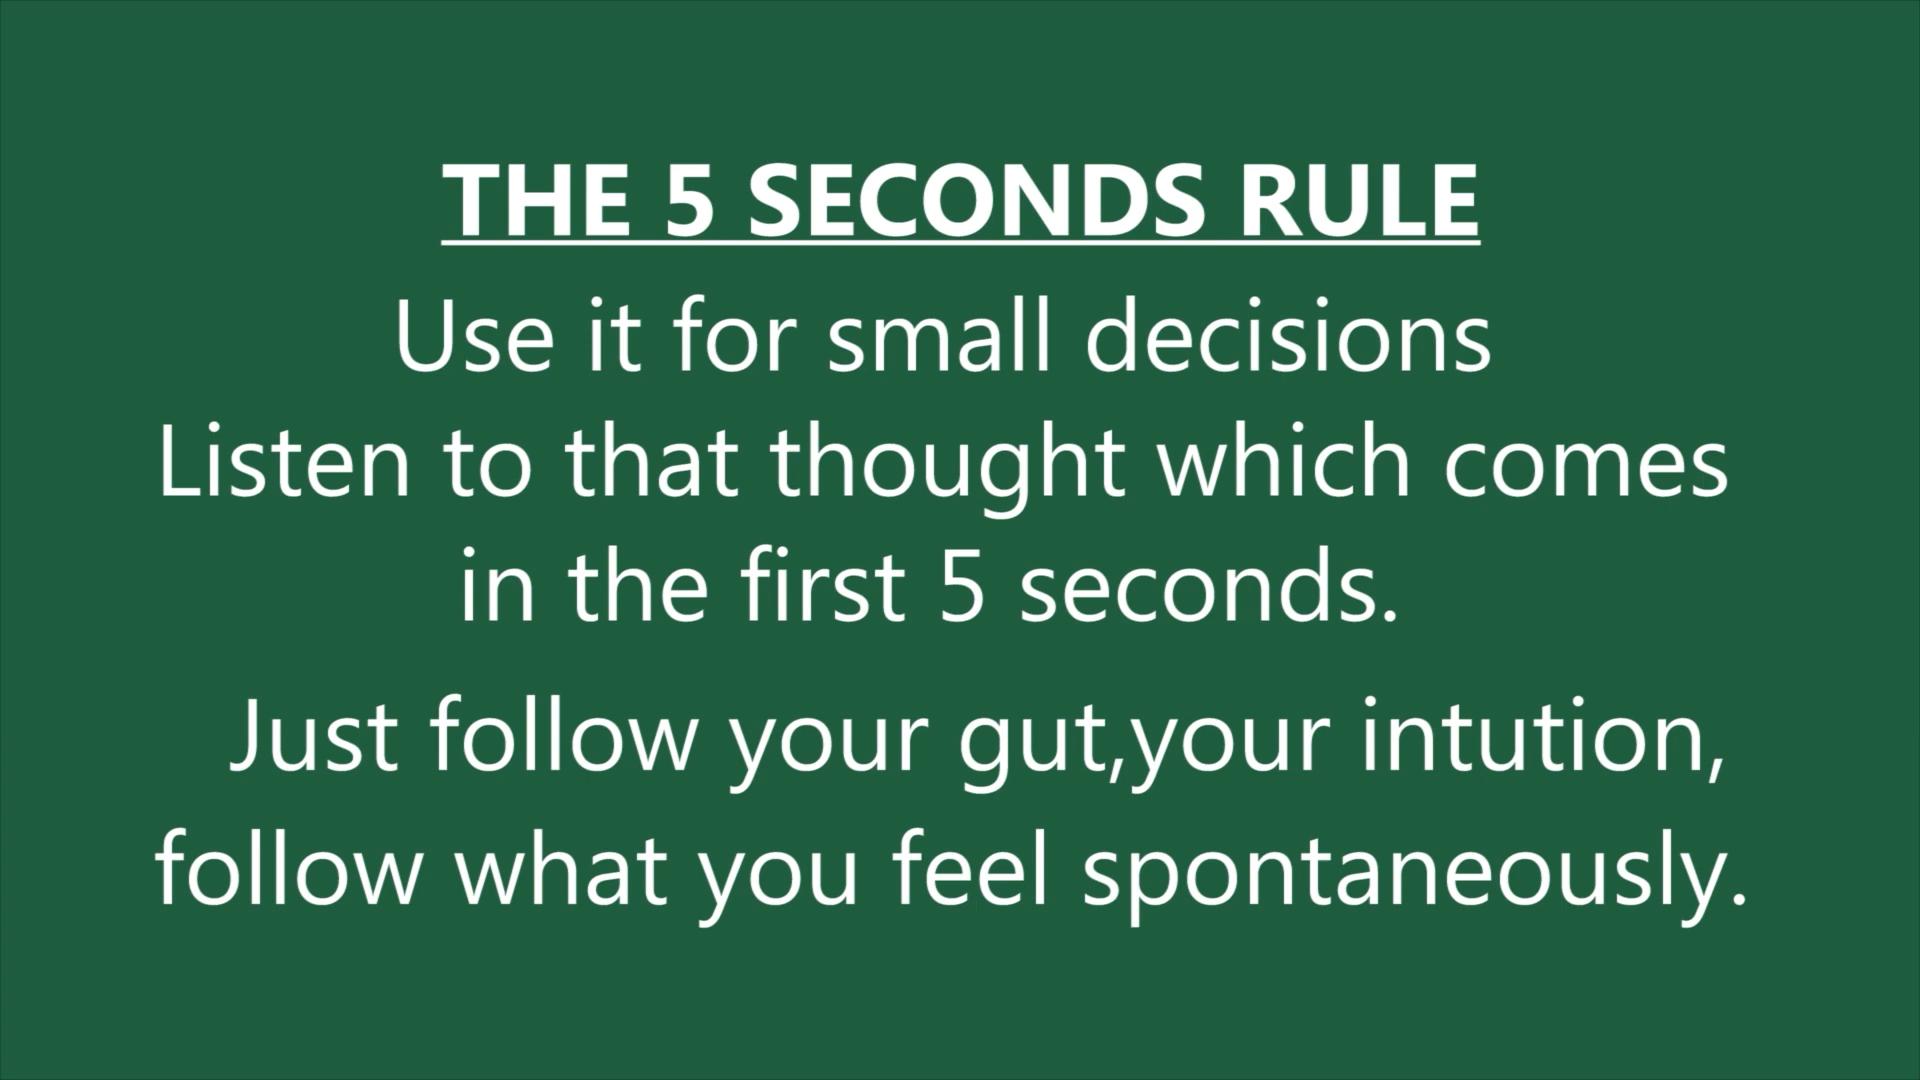 THE 5 SECONDS RULE
Use it for small decisions
Listen to that thought which comes
in the first 5 seconds.
Just follow your gut,your intution,
follow what you feel spontaneously.